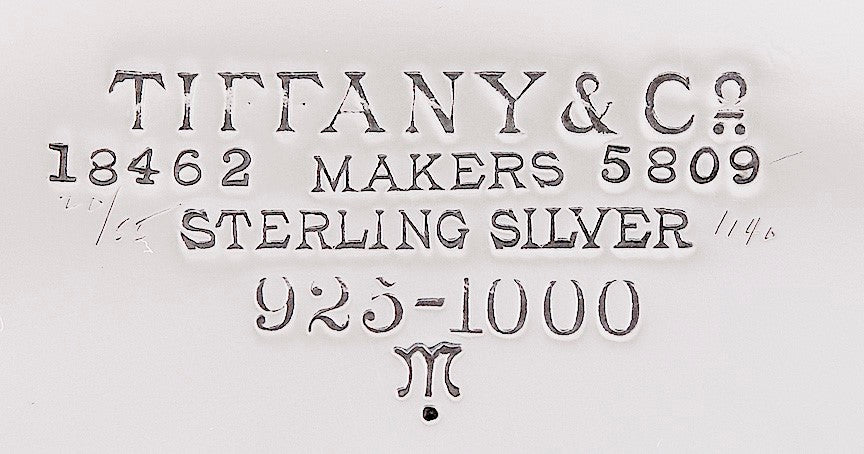 TIFFANY & Co.
18462 MAKERS 5809
STERLING SILVER
925-1000
M